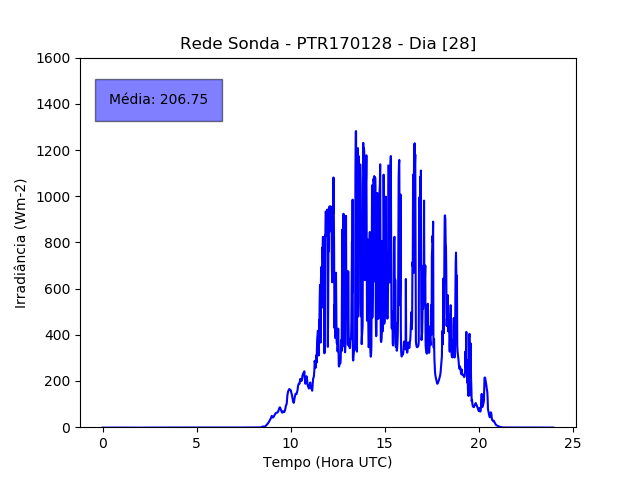 Rede Sonda - PTR170128 - Dia [28]
Média: 206.75
Irradiância (Wm-2)
1600
1400
1200
1000
800
600
400
200
0
0 5 10 15 20 25
Tempo (Hora UTC)